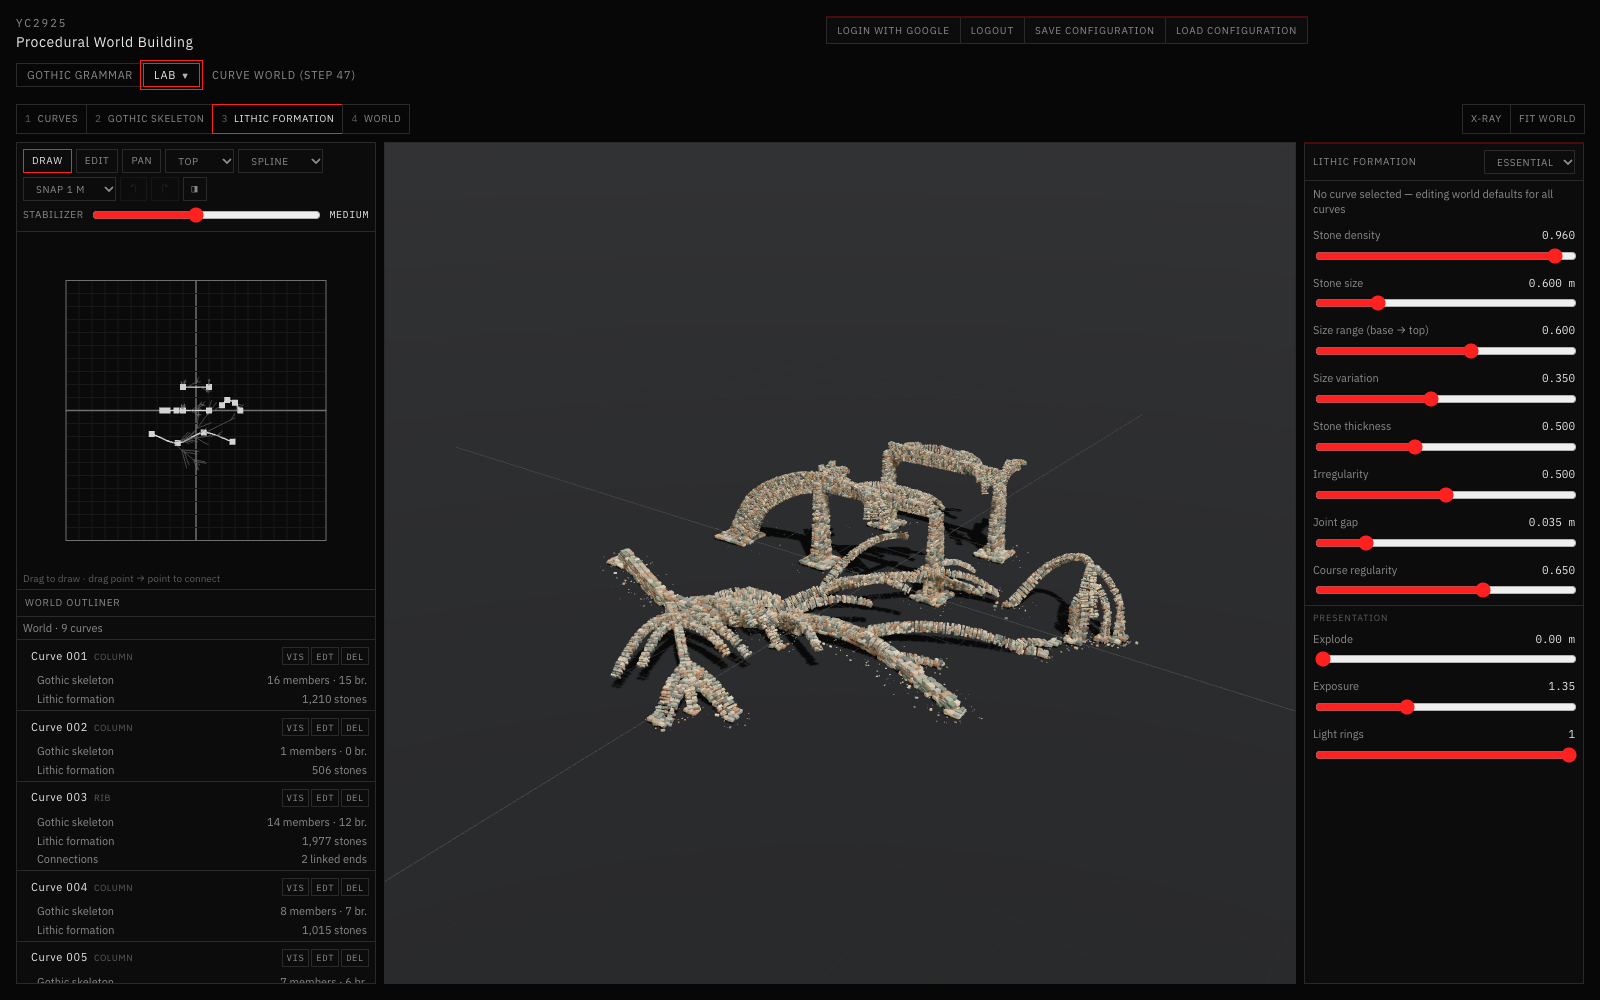 YC2925
Procedural World Building
LOGIN WITH GOOGLE LOGOUT SAVE CONFIGURATION LOAD CONFIGURATION
GOTHIC GRAMMAR LAB ▾ CURVE WORLD (STEP 47)
1 CURVES 2 GOTHIC SKELETON 3 LITHIC FORMATION 4 WORLD
X-RAY FIT WORLD
DRAW EDIT PAN TOP SPLINE
SNAP 1 M
STABILIZER MEDIUM
Drag to draw · drag point → point to connect
WORLD OUTLINER
World · 9 curves
Curve 001 COLUMN VIS EDT DEL
Gothic skeleton 16 members · 15 br.
Lithic formation 1,210 stones
Curve 002 COLUMN VIS EDT DEL
Gothic skeleton 1 members · 0 br.
Lithic formation 506 stones
Curve 003 RIB VIS EDT DEL
Gothic skeleton 14 members · 12 br.
Lithic formation 1,977 stones
Connections 2 linked ends
Curve 004 COLUMN VIS EDT DEL
Gothic skeleton 8 members · 7 br.
Lithic formation 1,015 stones
Curve 005 COLUMN VIS EDT DEL
Gothic skeleton 7 members · 6 br.
LITHIC FORMATION ESSENTIAL
No curve selected — editing world defaults for all
curves
Stone density 0.960
Stone size 0.600 m
Size range (base → top) 0.600
Size variation 0.350
Stone thickness 0.500
Irregularity 0.500
Joint gap 0.035 m
Course regularity 0.650
PRESENTATION
Explode 0.00 m
Exposure 1.35
Light rings 1